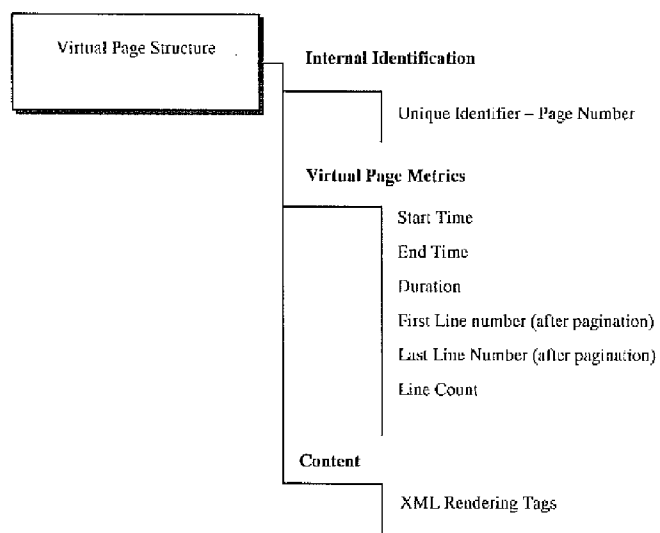 Virtual Page Structure
Internal Identification
Unique Identifier – Page Number
Virtual Page Metrics
Start Time
End Time
Duration
First Line number (after pagination)
Last Line Number (after pagination)
Line Count
Content
XML Rendering Tags